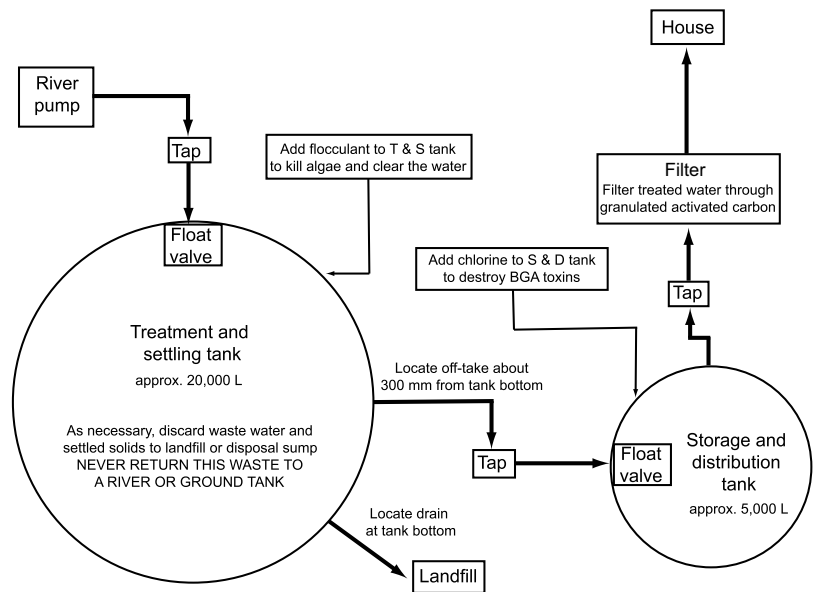 House
River
pump
Tap
Add flocculant to T & S tank
to kill algae and clear the water
Filter
Filter treated water through
granulated activated carbon
Float
valve
Add chlorine to S & D tank
to destroy BGA toxins
Tap
Treatment and
settling tank
approx. 20,000 L
Locate off-take about
300 mm from tank bottom
As necessary, discard waste water and
settled solids to landfill or disposal sump
NEVER RETURN THIS WASTE TO
A RIVER OR GROUND TANK
Tap
Float
valve
Storage and
distribution
tank
approx. 5,000 L
Locate drain
at tank bottom
Landfill